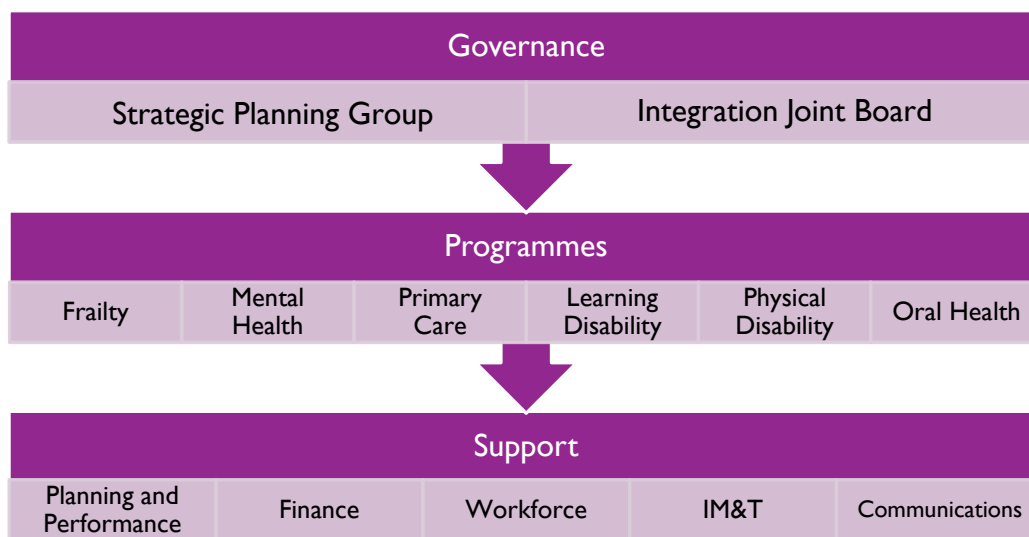 Governance
Strategic Planning Group
Integration Joint Board
Programmes
Frailty
Mental
Health
Primary
Care
Learning
Disability
Physical
Disability
Oral Health
Support
Planning and
Performance
Finance
Workforce
IM&T
Communications